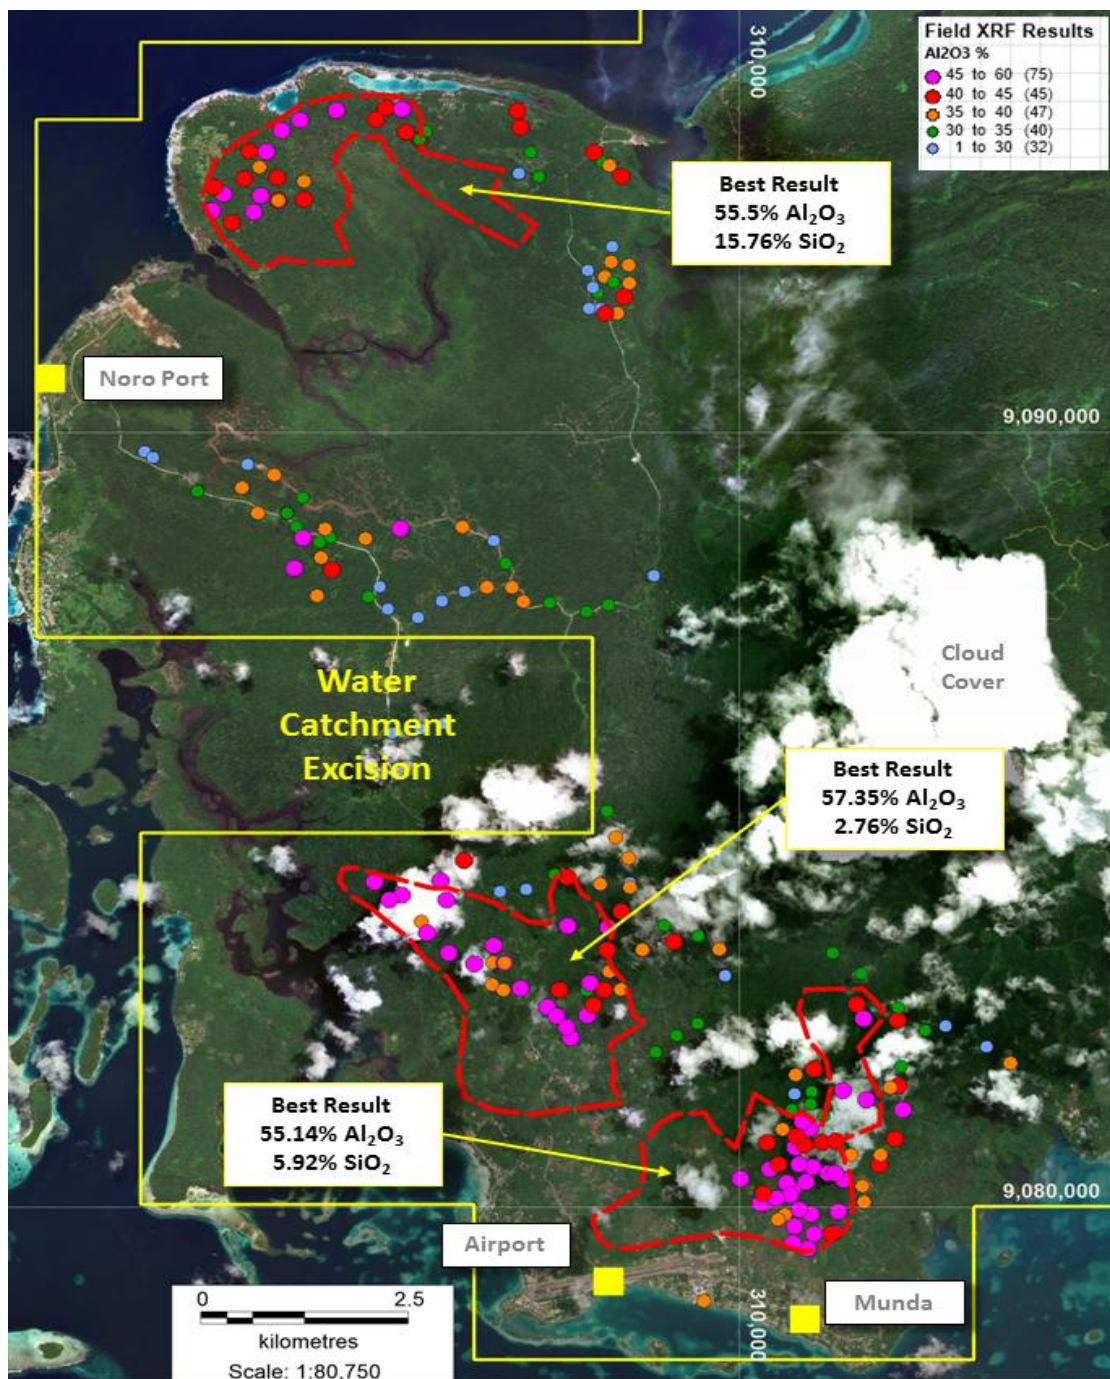 Field XRF Results
Al2O3 %
45 to 60 (75)
40 to 45 (45)
35 to 40 (47)
30 to 35 (40)
1 to 30 (32)
310,000
Best Result
55.5% Al₂O₃
15.76% SiO₂
Noro Port
9,090,000
Water
Catchment
Excision
Cloud
Cover
Best Result
57.35% Al₂O₃
2.76% SiO₂
Best Result
55.14% Al₂O₃
5.92% SiO₂
9,080,000
Airport
Munda
310,000
0 2.5
kilometres
Scale: 1:80,750